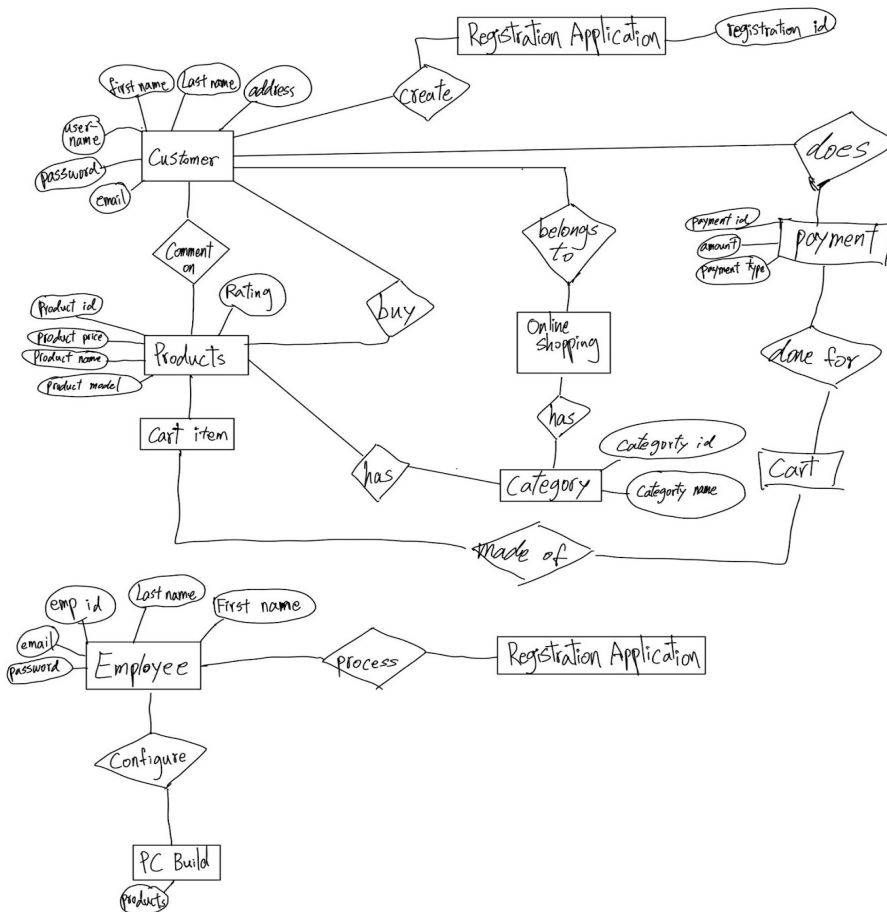 Registration Application
registration id
create
first name
Last name
address
user-
name
Customer
password
email
does
payment id
payment
amount
payment type
belongs
to
Comment
on
Rating
buy
Product id
product price
Product name
Products
product model
Online
shopping
done for
has
Cart item
has
Category
categorty id
Categorty name
Cart
made of
emp id
Last name
First name
email
password
Employee
process
Registration Application
Configure
PC Build
products